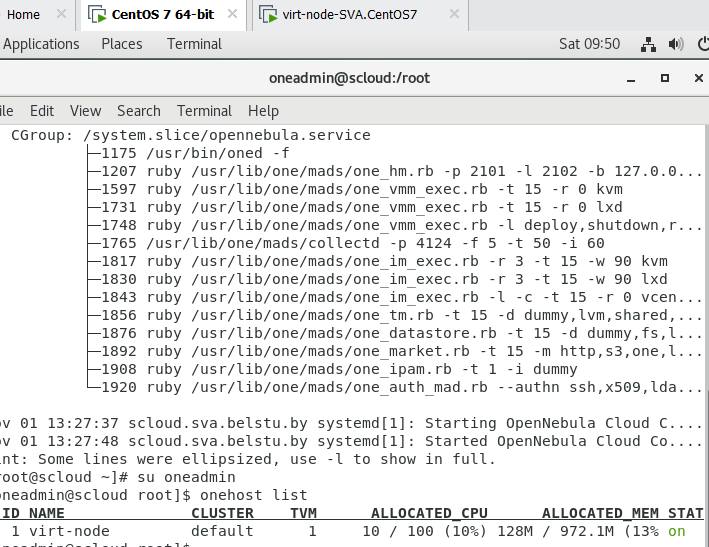 Home CentOS 7 64-bit virt-node-SVA.CentOS7
Applications Places Terminal Sat 09:50
oneadmin@scloud:/root
ile Edit View Search Terminal Help
CGroup: /system.slice/opennebula.service
├─1175 /usr/bin/oned -f
├─1207 ruby /usr/lib/one/mads/one_hm.rb -p 2101 -l 2102 -b 127.0.0...
├─1597 ruby /usr/lib/one/mads/one_vmm_exec.rb -t 15 -r 0 kvm
├─1731 ruby /usr/lib/one/mads/one_vmm_exec.rb -t 15 -r 0 lxd
├─1748 ruby /usr/lib/one/mads/one_vmm_exec.rb -l deploy,shutdown,r...
├─1765 /usr/lib/one/mads/collectd -p 4124 -f 5 -t 50 -i 60
├─1817 ruby /usr/lib/one/mads/one_im_exec.rb -r 3 -t 15 -w 90 kvm
├─1830 ruby /usr/lib/one/mads/one_im_exec.rb -r 3 -t 15 -w 90 lxd
├─1843 ruby /usr/lib/one/mads/one_im_exec.rb -l -c -t 15 -r 0 vcen...
├─1856 ruby /usr/lib/one/mads/one_tm.rb -t 15 -d dummy,lvm,shared,...
├─1876 ruby /usr/lib/one/mads/one_datastore.rb -t 15 -d dummy,fs,l...
├─1892 ruby /usr/lib/one/mads/one_market.rb -t 15 -m http,s3,one,l...
├─1908 ruby /usr/lib/one/mads/one_ipam.rb -t 1 -i dummy
└─1920 ruby /usr/lib/one/mads/one_auth_mad.rb --authn ssh,x509,lda...
ov 01 13:27:37 scloud.sva.belstu.by systemd[1]: Starting OpenNebula Cloud C....
ov 01 13:27:48 scloud.sva.belstu.by systemd[1]: Started OpenNebula Cloud Co....
int: Some lines were ellipsized, use -l to show in full.
root@scloud ~]# su oneadmin
oneadmin@scloud root]$ onehost list
ID NAME CLUSTER TVM ALLOCATED_CPU ALLOCATED_MEM STAT
1 virt-node default 1 10 / 100 (10%) 128M / 972.1M (13% on
oneadmin@scloud root]$